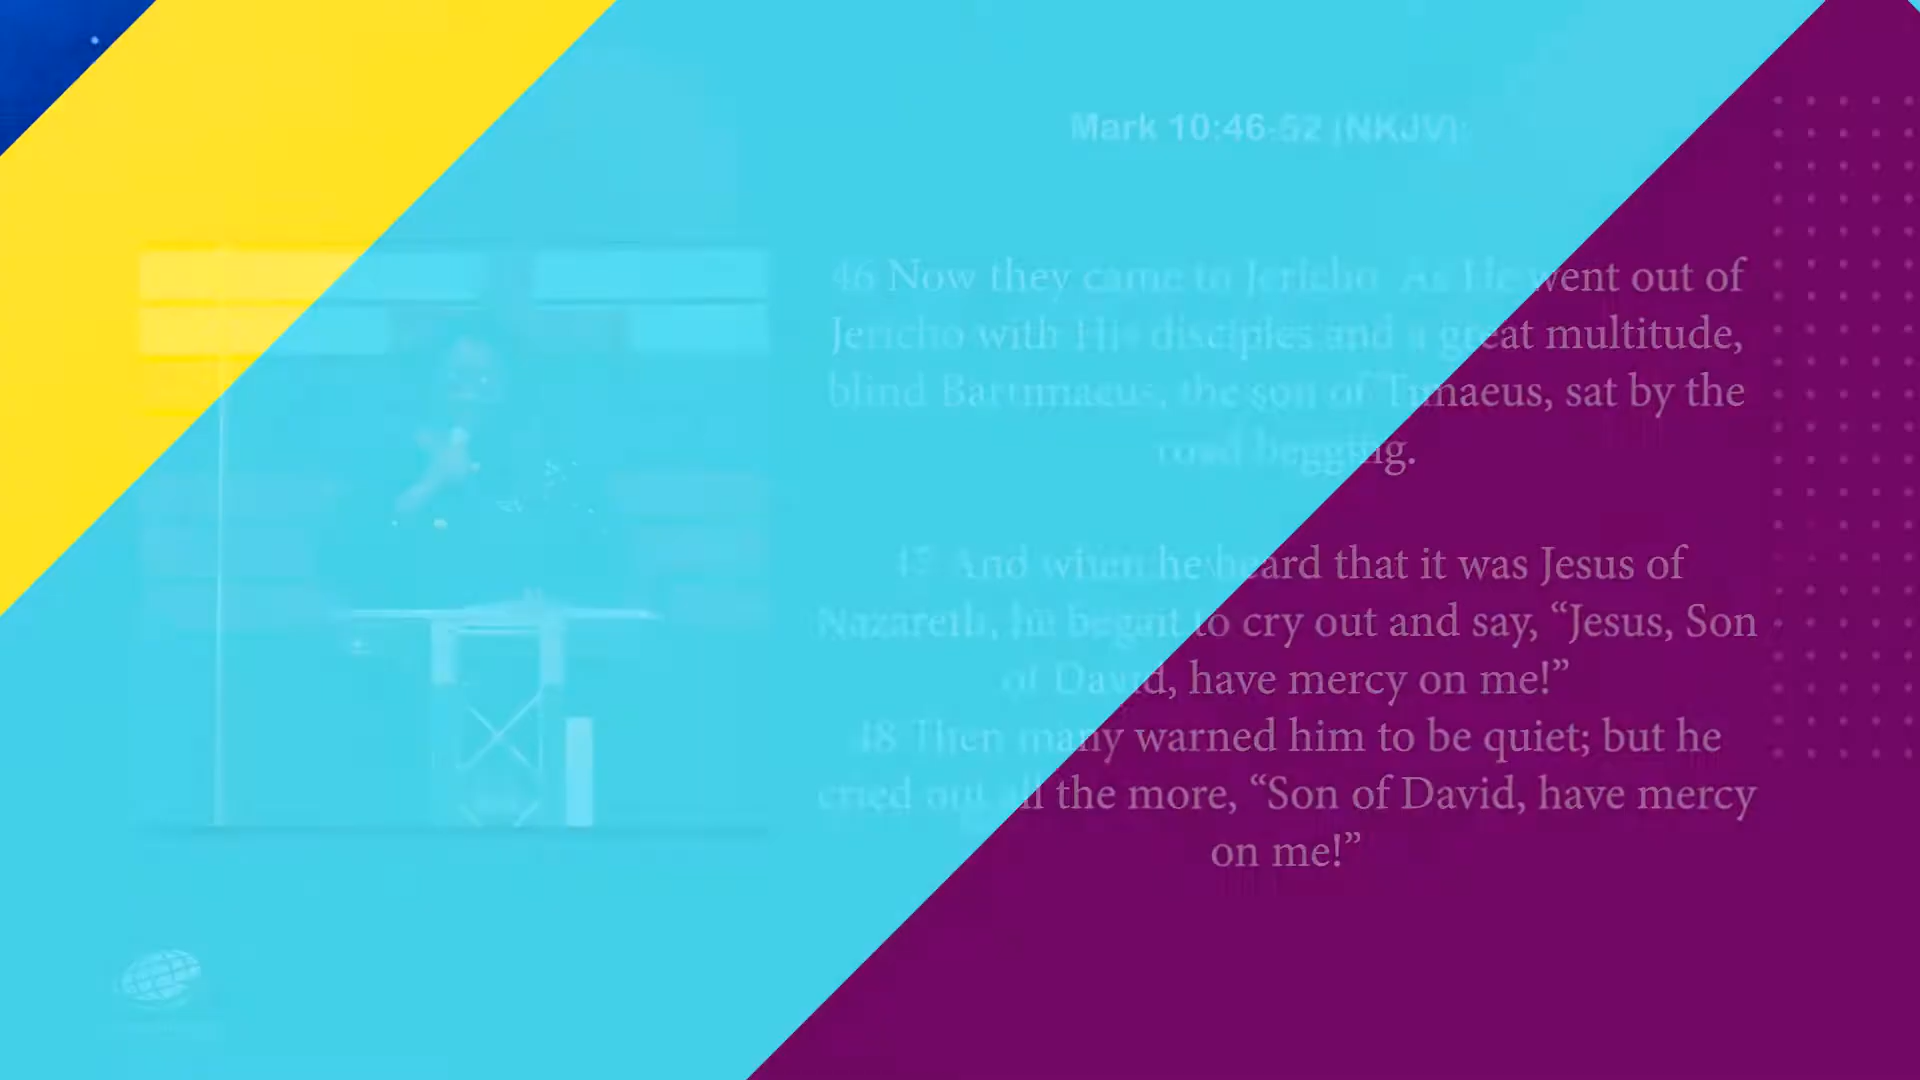 Mark 10:46-52 (NKJV):
46 Now they came to Jericho. As He went out of
Jericho with His disciples and a great multitude,
blind Bartimaeus, the son of Timaeus, sat by the
road begging.
47 And when he heard that it was Jesus of
Nazareth, he began to cry out and say, “Jesus, Son
of David, have mercy on me!”
48 Then many warned him to be quiet; but he
cried out all the more, “Son of David, have mercy
on me!”